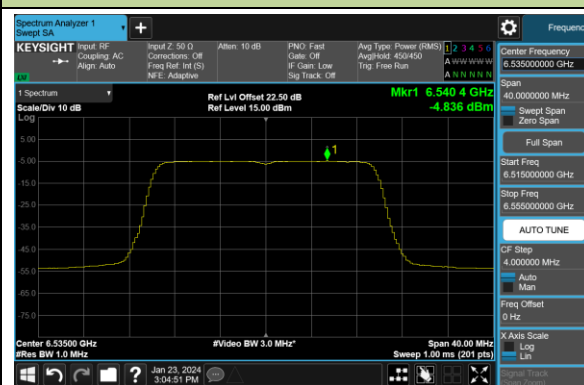 Spectrum Analyzer 1
Swept SA
+
Frequen
KEYSIGHT
Input: RF
Coupling: AC
Align: Auto
Input Z: 50 Ω
Corrections: Off
Freq Ref: Int (S)
NFE: Adaptive
Atten: 10 dB
PNO: Fast
Gate: Off
IF Gain: Low
Sig Track: Off
Avg Type: Power (RMS)
Avg|Hold: 450/450
Trig: Free Run
1 2 3 4 5 6
A W W W W W
A N N N N N
1 Spectrum
Scale/Div 10 dB
Log
Ref Lvl Offset 22.50 dB
Ref Level 15.00 dBm
Mkr1 6.540 4 GHz
-4.836 dBm
5.00
-5.00
-15.0
-25.0
-35.0
-45.0
-55.0
-65.0
-75.0
1
Center 6.53500 GHz
#Res BW 1.0 MHz
#Video BW 3.0 MHz*
Span 40.00 MHz
Sweep 1.00 ms (201 pts)
Center Frequency
6.535000000 GHz
Span
40.0000000 MHz
Swept Span
Zero Span
Full Span
Start Freq
6.515000000 GHz
Stop Freq
6.555000000 GHz
AUTO TUNE
CF Step
4.000000 MHz
Auto
Man
Freq Offset
0 Hz
X Axis Scale
Log
Lin
Signal Track
(Span Zoom)
Jan 23, 2024
3:04:51 PM